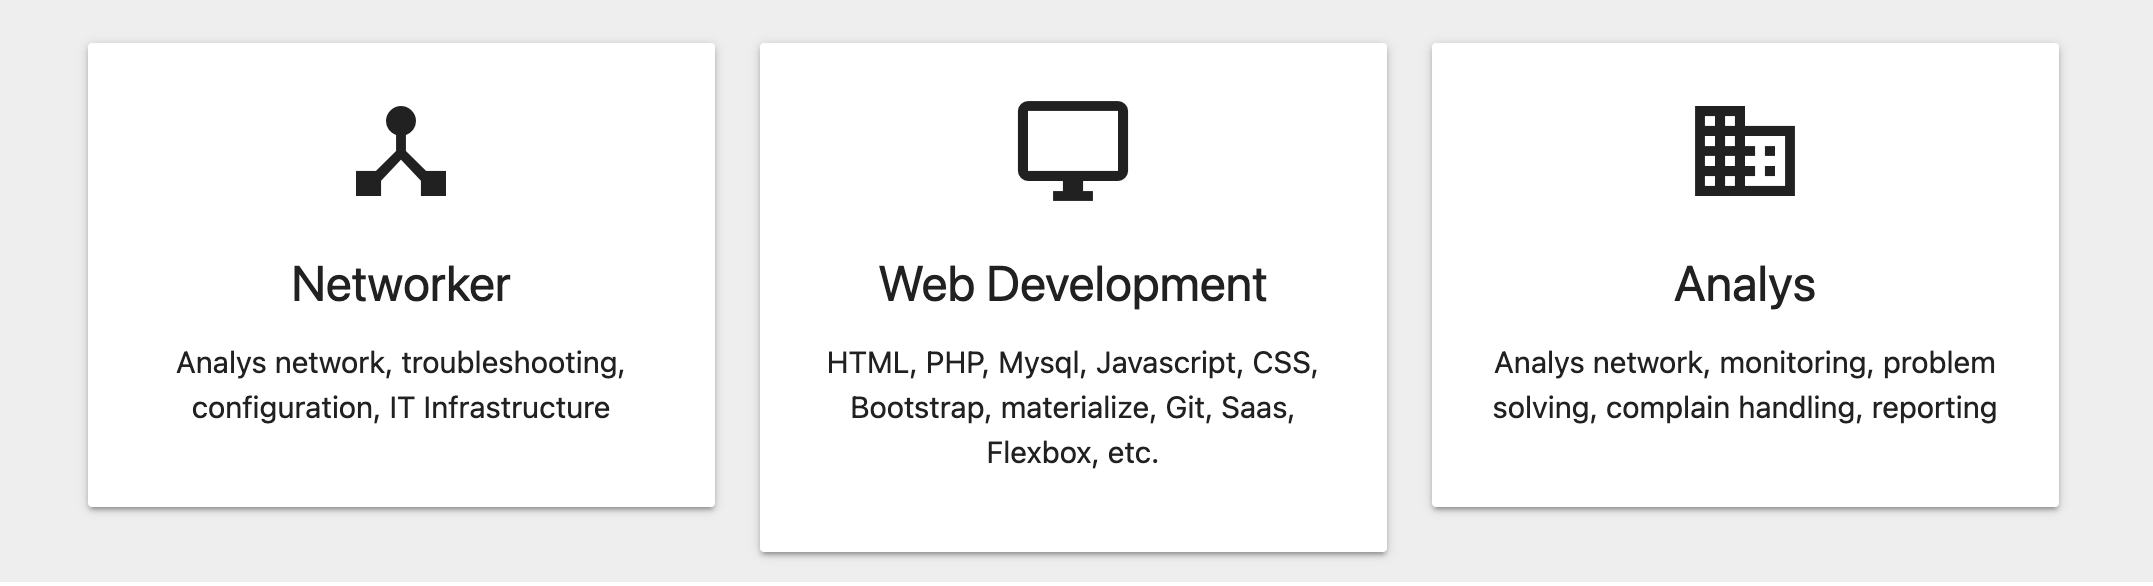 Networker
Analys network, troubleshooting,
configuration, IT Infrastructure
Web Development
HTML, PHP, Mysql, Javascript, CSS,
Bootstrap, materialize, Git, Saas,
Flexbox, etc.
Analys
Analys network, monitoring, problem
solving, complain handling, reporting